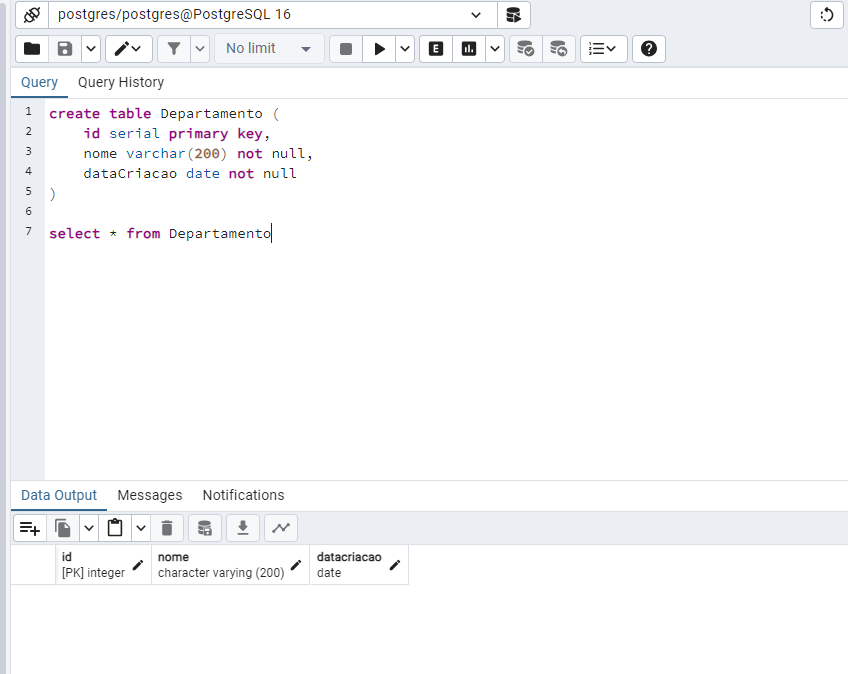 postgres/postgres@PostgreSQL 16
No limit
E
Query Query History
1 create table Departamento (
2 id serial primary key,
3 nome varchar(200) not null,
4 dataCriacao date not null
5 )
6
7 select * from Departamento
Data Output Messages Notifications
id nome datacriacao
[PK] integer character varying (200) date